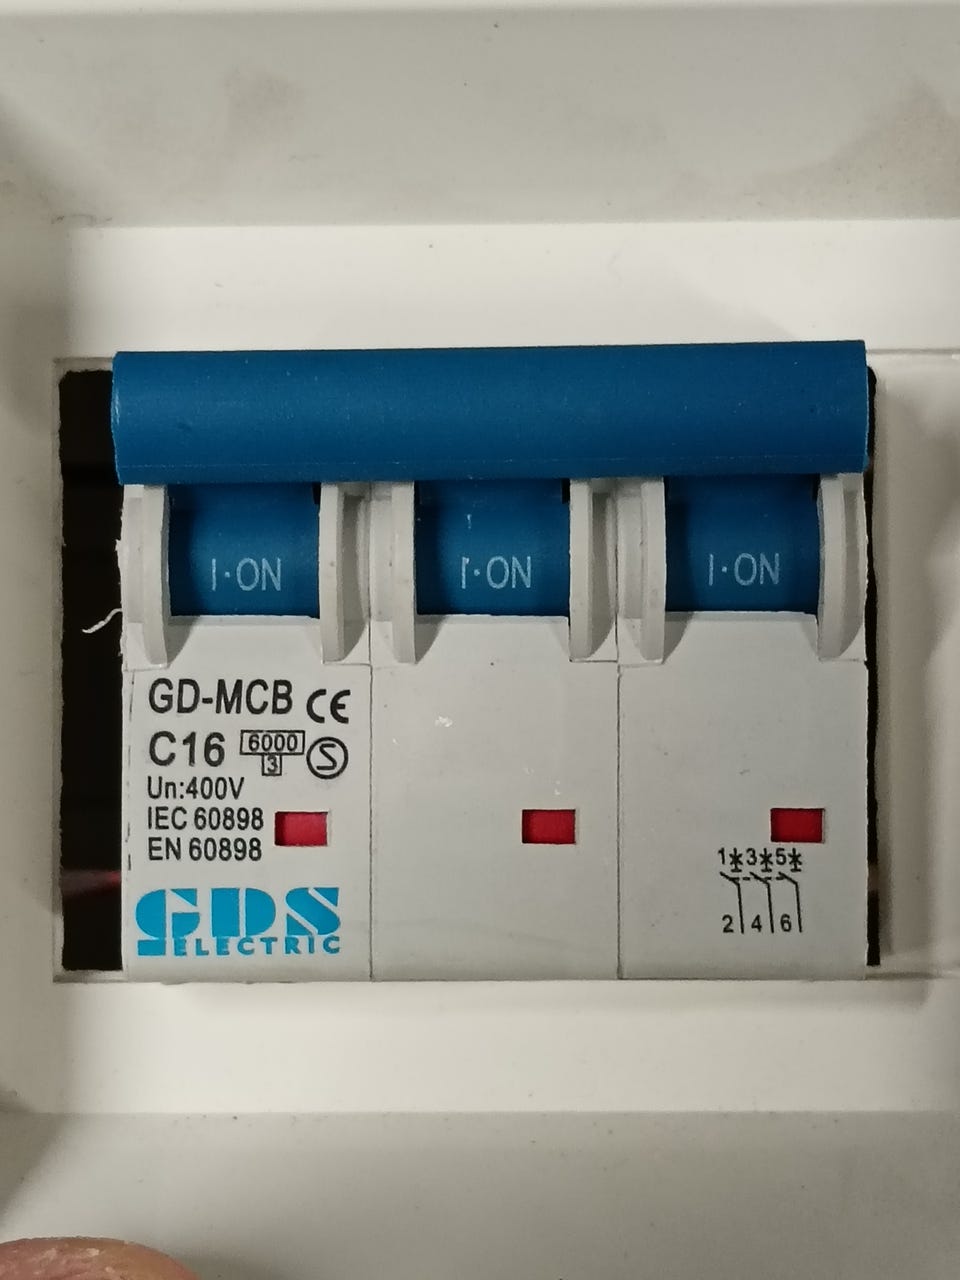 I·ON I·ON I·ON
GD-MCB CE
C16 6000 S
3
Un:400V
IEC 60898
EN 60898
GDS
ELECTRIC
1 3 5
2 4 6